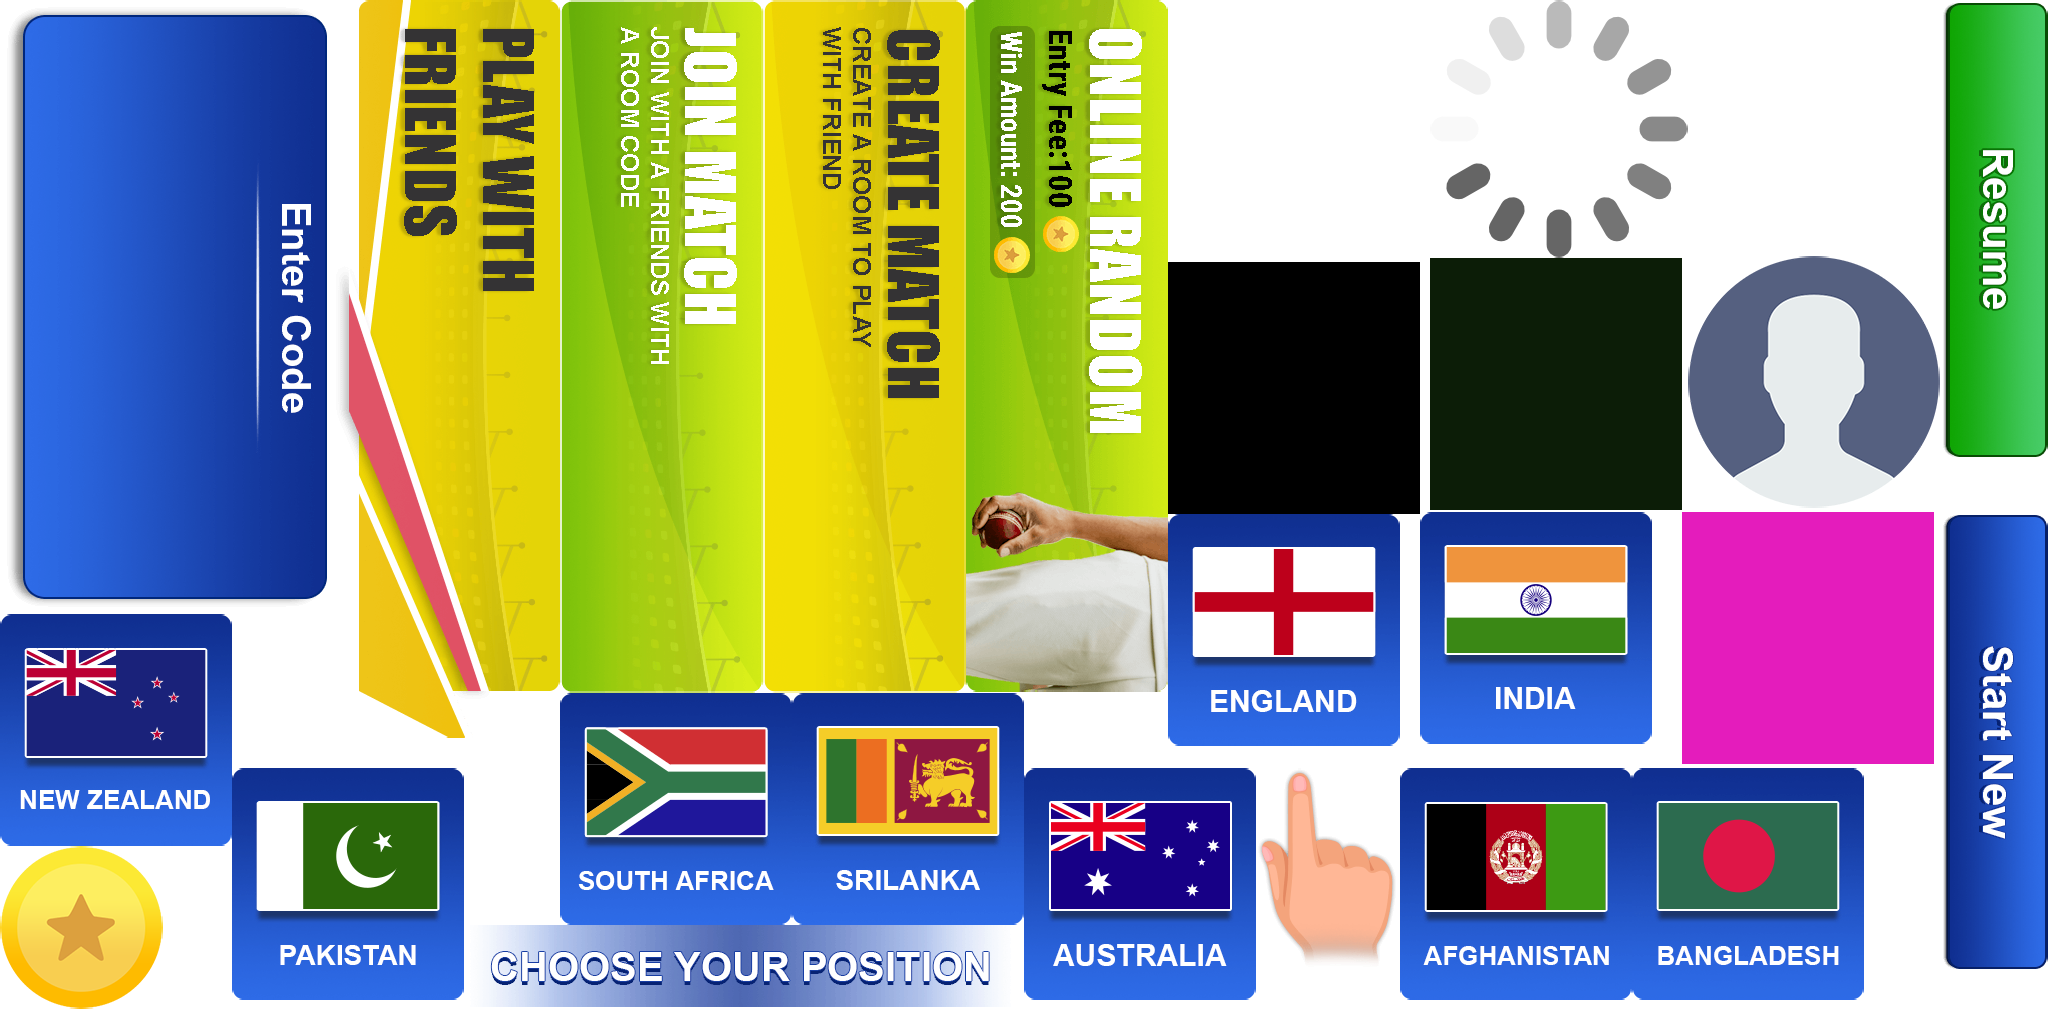 Enter Code
PLAY WITH
FRIENDS
JOIN MATCH
JOIN WITH A FRIENDS WITH
A ROOM CODE
CREATE MATCH
CREATE A ROOM TO PLAY
WITH FRIEND
ONLINE RANDOM
Entry Fee:100
Win Amount: 200
Resume
Start New
ENGLAND
INDIA
NEW ZEALAND
PAKISTAN
SOUTH AFRICA
SRILANKA
AUSTRALIA
AFGHANISTAN
BANGLADESH
CHOOSE YOUR POSITION